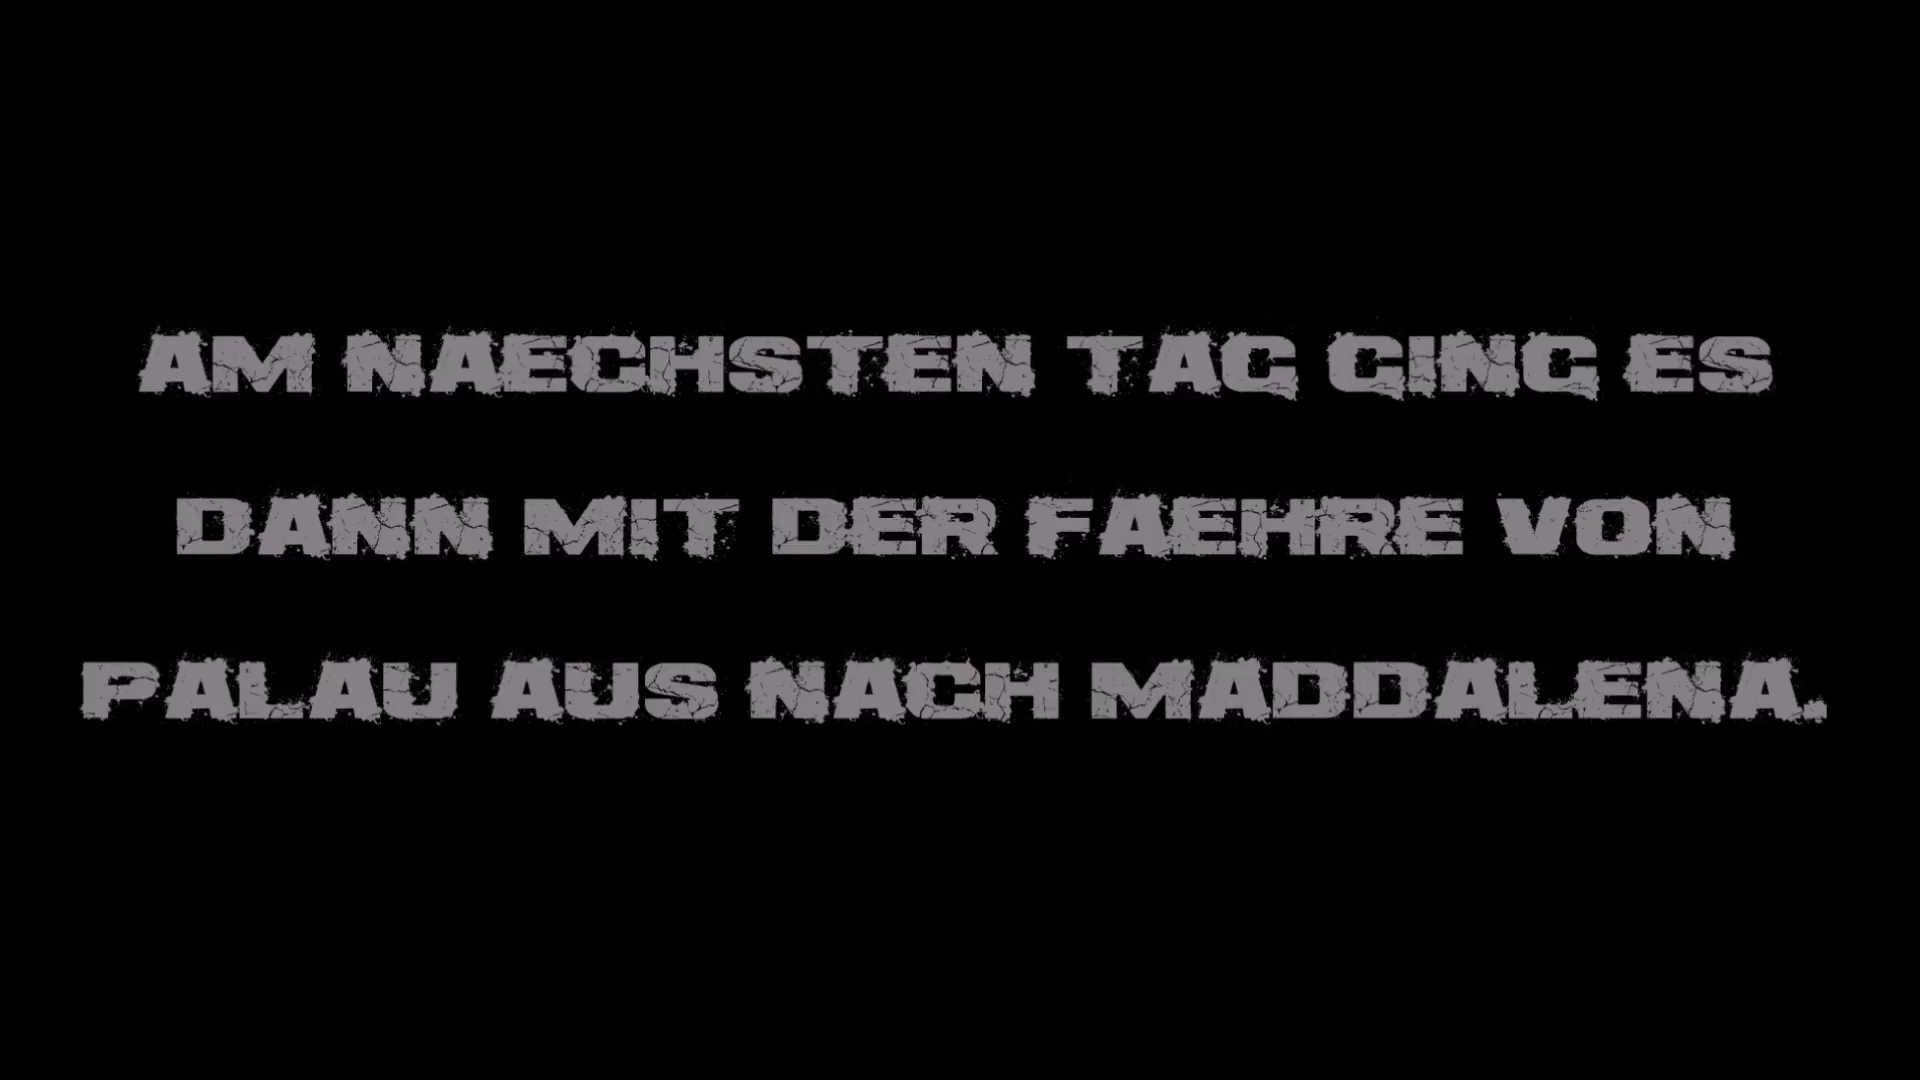 AM NAECHSTEN TAG GING ES
DANN MIT DER FAEHRE VON
PALAU AUS NACH MADDALENA.